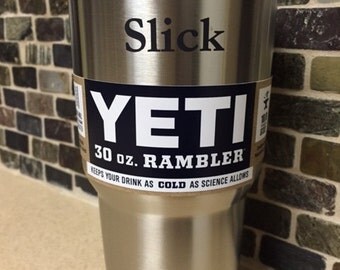 Slick
YETI
30 oz. RAMBLER
KEEPS YOUR DRINK AS COLD AS SCIENCE ALLOWS